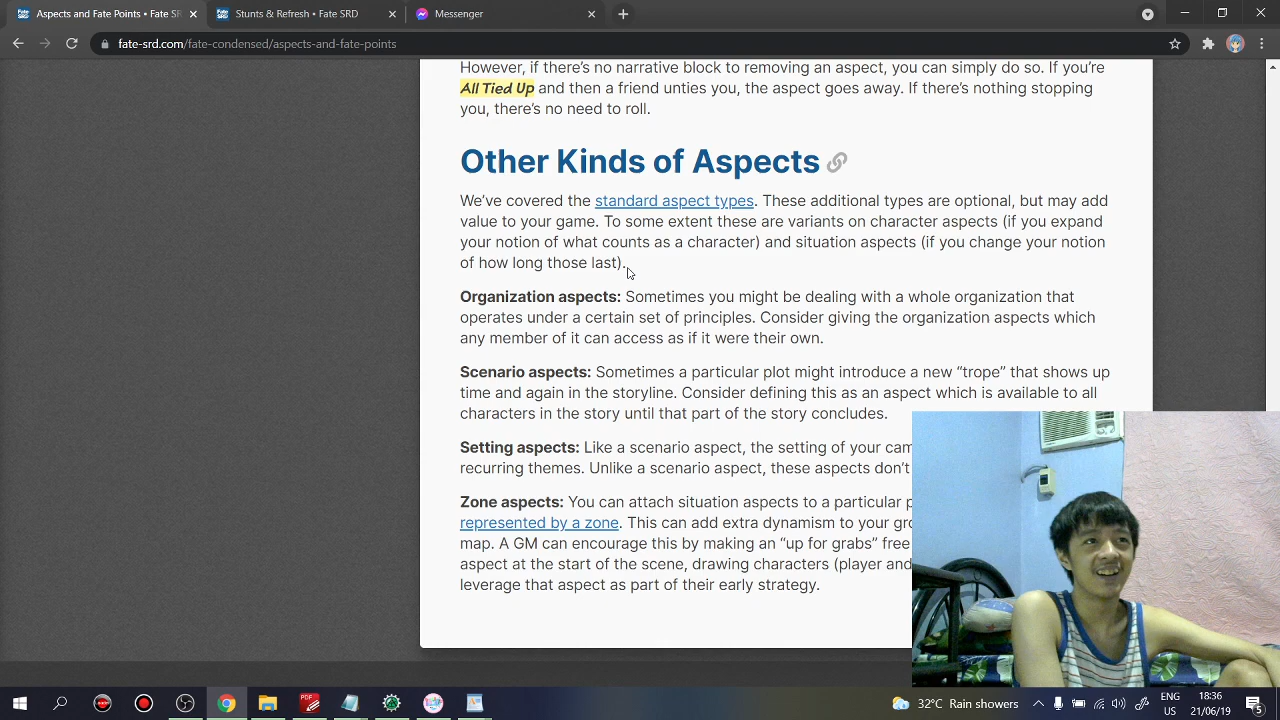 Aspects and Fate Points • Fate SR
Stunts & Refresh • Fate SRD
Messenger
fate-srd.com/fate-condensed/aspects-and-fate-points
However, if there's no narrative block to removing an aspect, you can simply do so. If you're
All Tied Up and then a friend unties you, the aspect goes away. If there's nothing stopping
you, there's no need to roll.
Other Kinds of Aspects
We've covered the standard aspect types. These additional types are optional, but may add
value to your game. To some extent these are variants on character aspects (if you expand
your notion of what counts as a character) and situation aspects (if you change your notion
of how long those last).
Organization aspects: Sometimes you might be dealing with a whole organization that
operates under a certain set of principles. Consider giving the organization aspects which
any member of it can access as if it were their own.
Scenario aspects: Sometimes a particular plot might introduce a new “trope” that shows up
time and again in the storyline. Consider defining this as an aspect which is available to all
characters in the story until that part of the story concludes.
Setting aspects: Like a scenario aspect, the setting of your cam
recurring themes. Unlike a scenario aspect, these aspects don't
Zone aspects: You can attach situation aspects to a particular p
represented by a zone. This can add extra dynamism to your gr
map. A GM can encourage this by making an “up for grabs” free
aspect at the start of the scene, drawing characters (player and
leverage that aspect as part of their early strategy.
32°C Rain showers
ENG
US
18:36
21/06/19
5